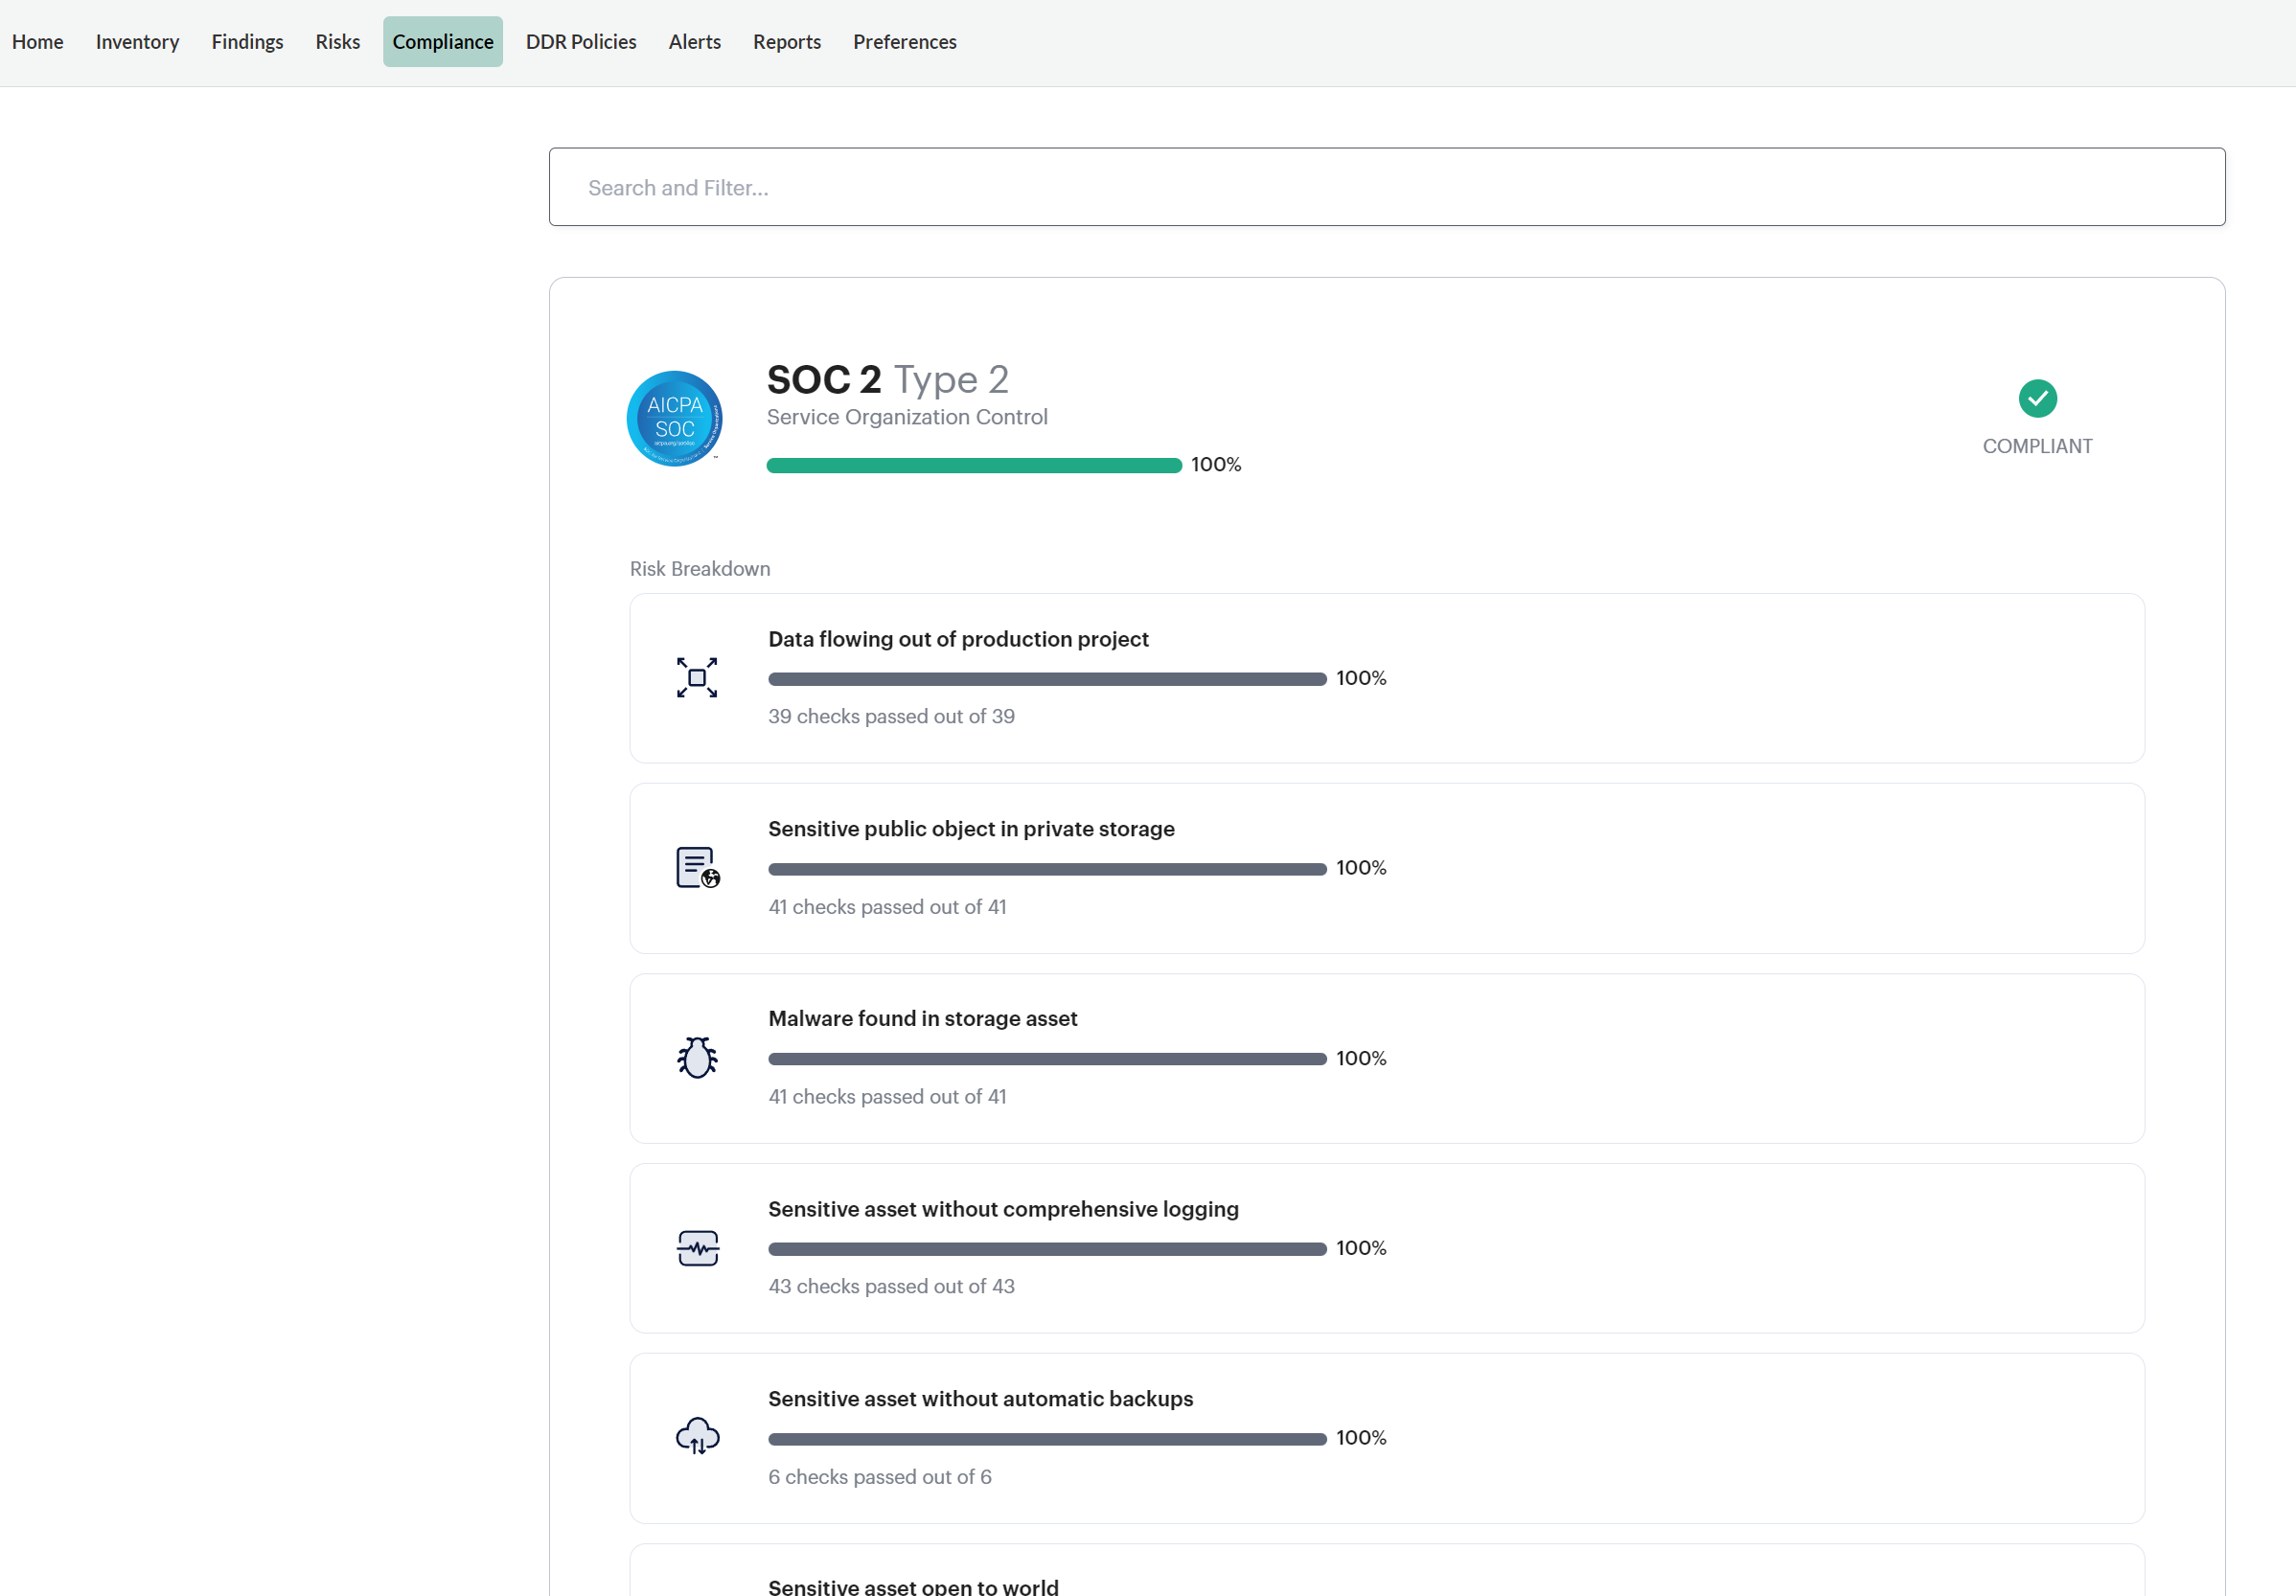 Home Inventory Findings Risks Compliance DDR Policies Alerts Reports Preferences
Search and Filter...
SOC 2 Type 2
Service Organization Control
100%
AICPA
SOC
COMPLIANT
Risk Breakdown
Data flowing out of production project
100%
39 checks passed out of 39
Sensitive public object in private storage
100%
41 checks passed out of 41
Malware found in storage asset
100%
41 checks passed out of 41
Sensitive asset without comprehensive logging
100%
43 checks passed out of 43
Sensitive asset without automatic backups
100%
6 checks passed out of 6
Sensitive asset open to world